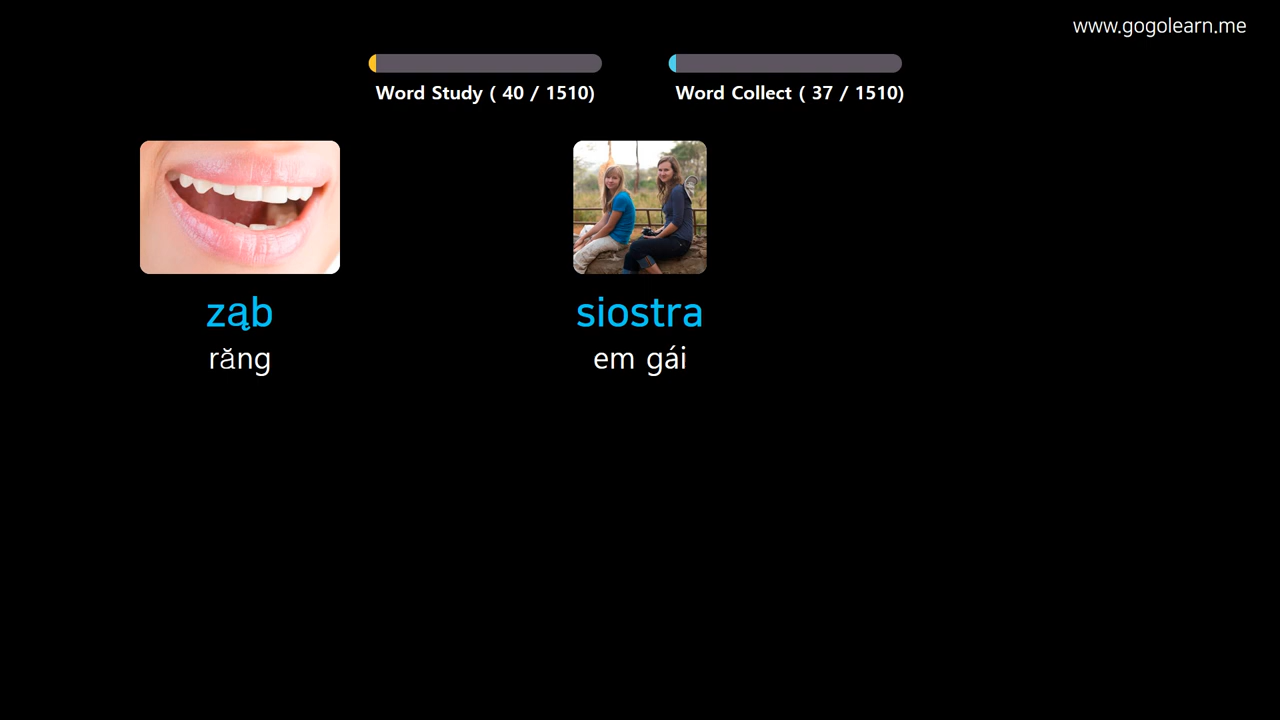 www.gogolearn.me
Word Study ( 40 / 1510)
Word Collect ( 37 / 1510)
ząb
siostra
răng
em gái